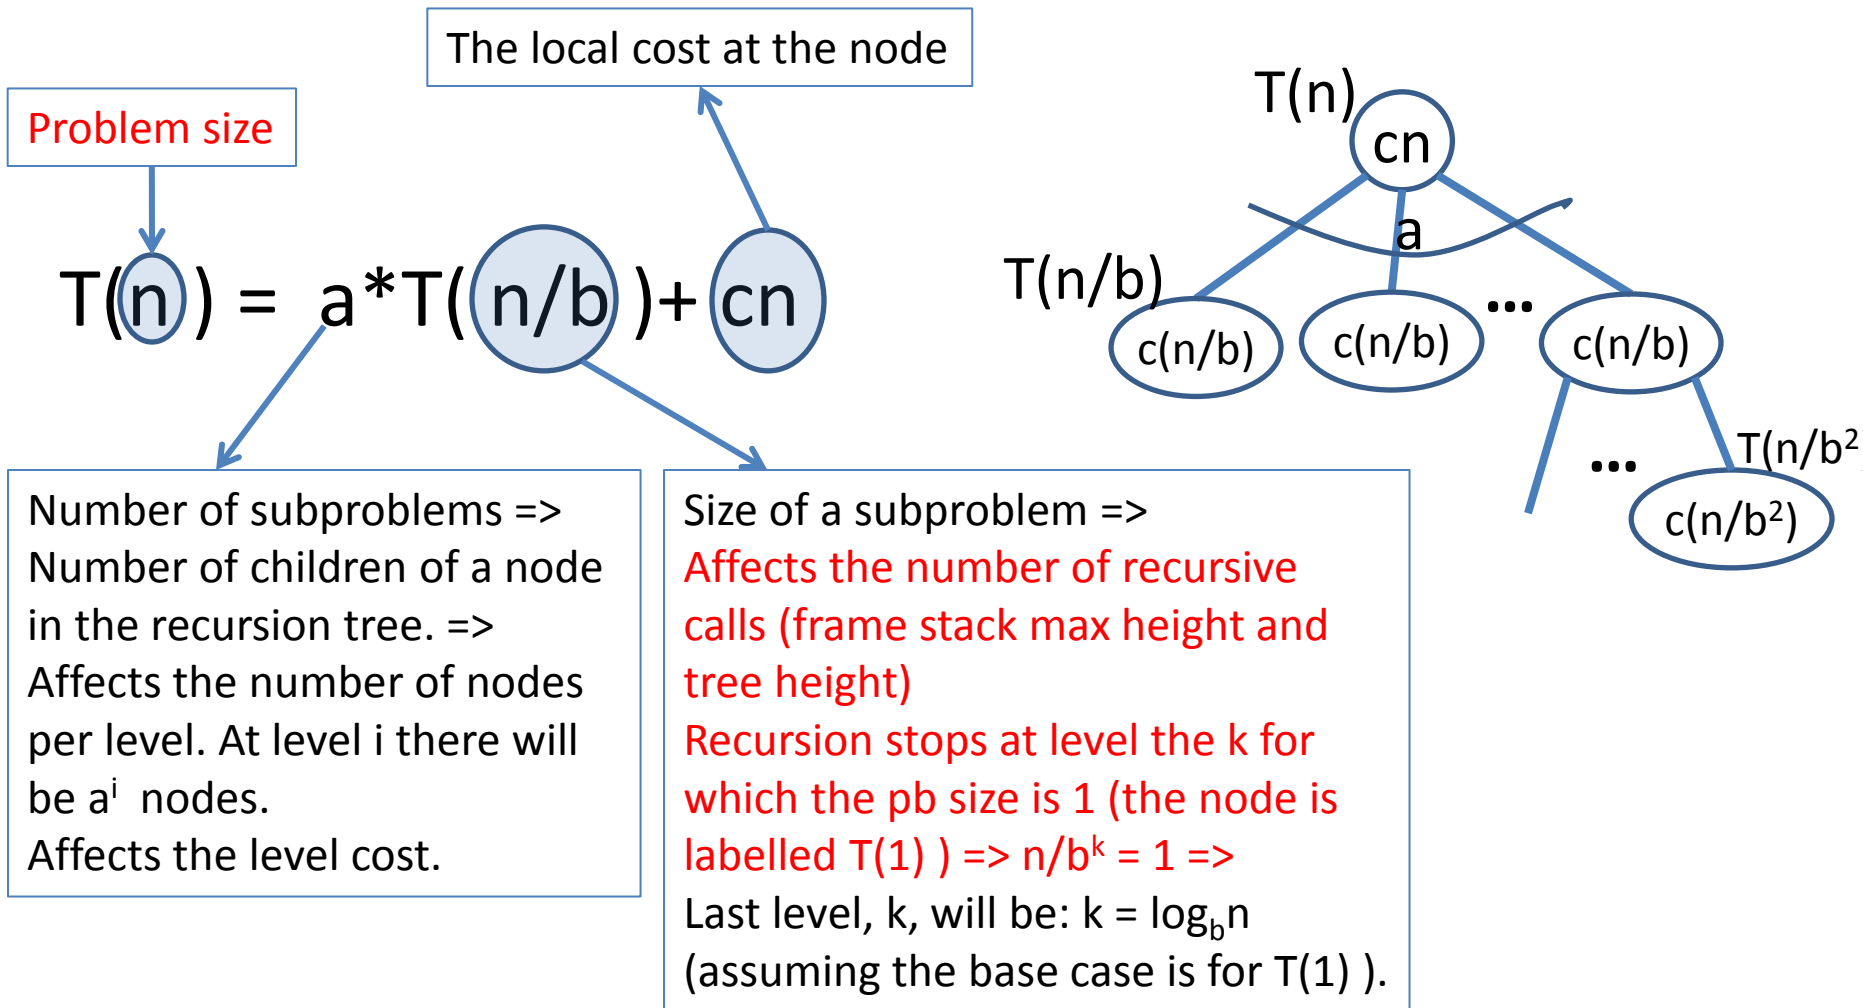 The local cost at the node
Problem size
T(n) = a*T( n/b )+ cn
Number of subproblems =>
Number of children of a node
in the recursion tree. =>
Affects the number of nodes
per level. At level i there will
be aⁱ nodes.
Affects the level cost.
Size of a subproblem =>
Affects the number of recursive
calls (frame stack max height and
tree height)
Recursion stops at level the k for
which the pb size is 1 (the node is
labelled T(1) ) => n/bᵏ = 1 =>
Last level, k, will be: k = log_b n
(assuming the base case is for T(1) ).
T(n)
cn
a
T(n/b)
c(n/b) c(n/b) ... c(n/b)
... T(n/b²)
c(n/b²)